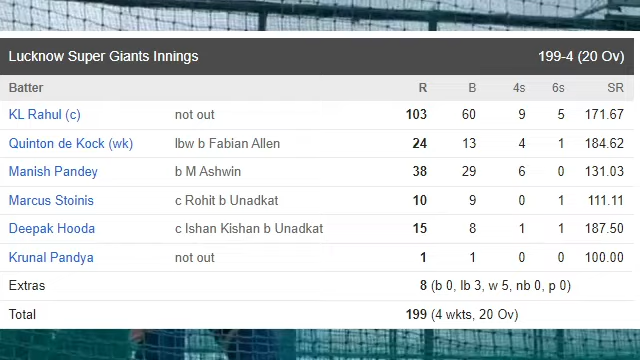 Lucknow Super Giants Innings 199-4 (20 Ov)
Batter R B 4s 6s SR
KL Rahul (c) not out 103 60 9 5 171.67
Quinton de Kock (wk) lbw b Fabian Allen 24 13 4 1 184.62
Manish Pandey b M Ashwin 38 29 6 0 131.03
Marcus Stoinis c Rohit b Unadkat 10 9 0 1 111.11
Deepak Hooda c Ishan Kishan b Unadkat 15 8 1 1 187.50
Krunal Pandya not out 1 1 0 0 100.00
Extras 8 (b 0, lb 3, w 5, nb 0, p 0)
Total 199 (4 wkts, 20 Ov)